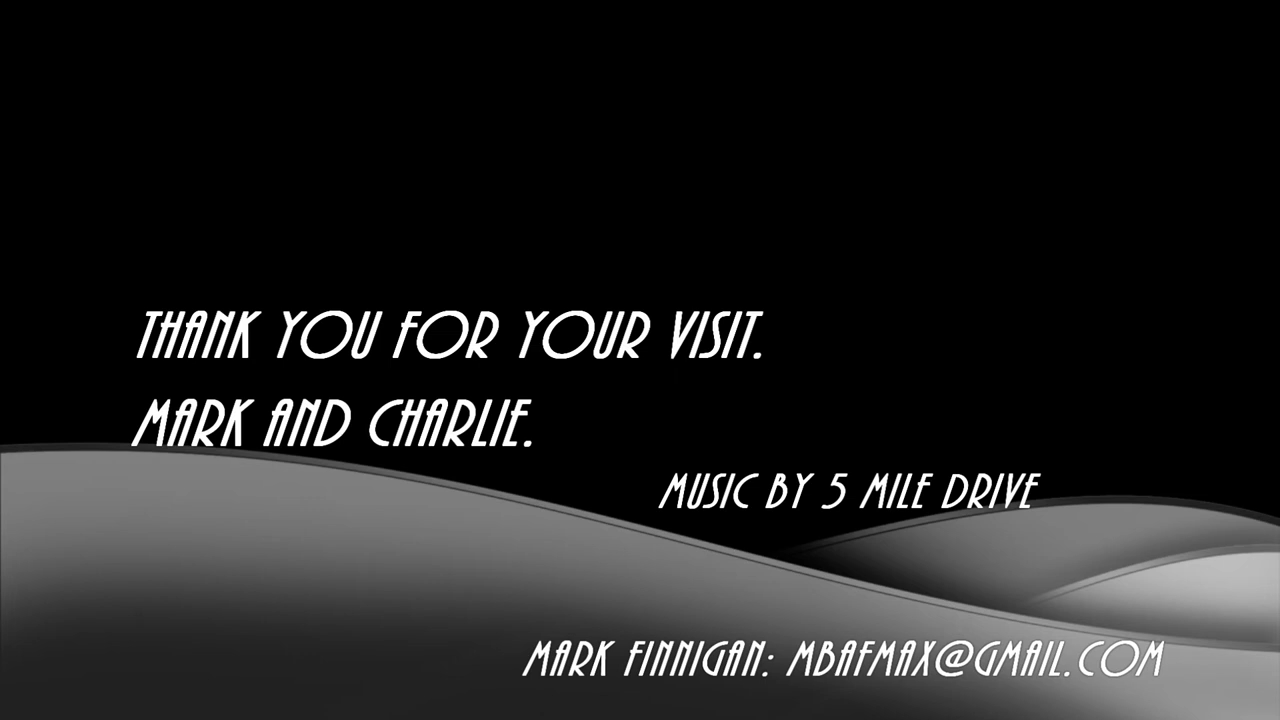 THANK YOU FOR YOUR VISIT.
MARK AND CHARLIE.
MUSIC BY 5 MILE DRIVE
MARK FINNIGAN: MBAFMAX@GMAIL.COM